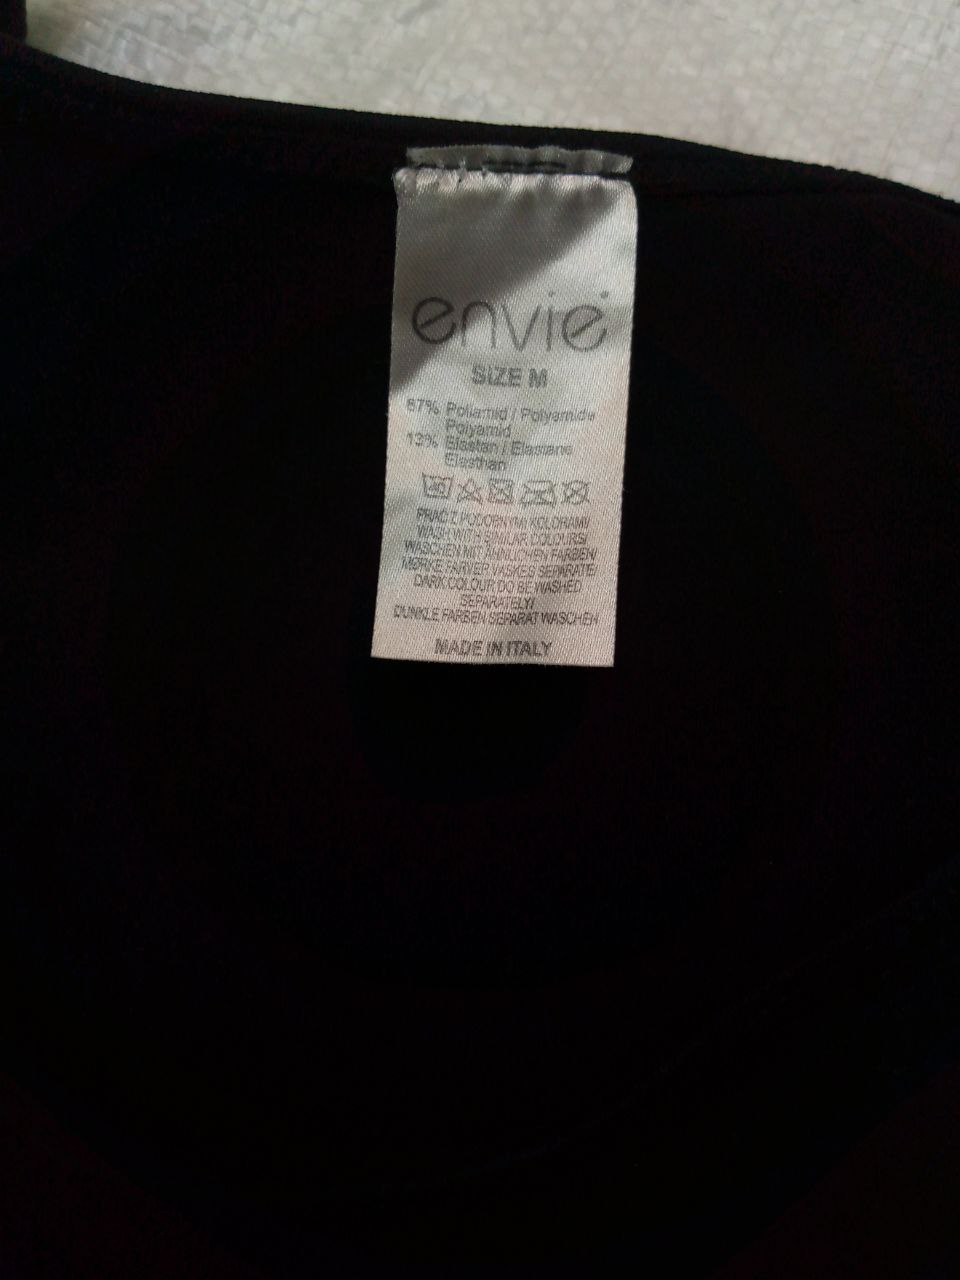 envie
SIZE M
87% Poliamid / Polyamide
Polyamid
13% Elastan / Elastane
Elasthan
PRAĆ Z PODOBNYMI KOLORAMI/
WASH WITH SIMILAR COLOURS/
WASCHEN MIT ÄHNLICHEN FARBEN
MØRKE FARVER VASKES SEPARATE/
DARK COLOUR DO BE WASHED
SEPARATELY/
DUNKLE FARBEN SEPARAT WASCHEN
MADE IN ITALY